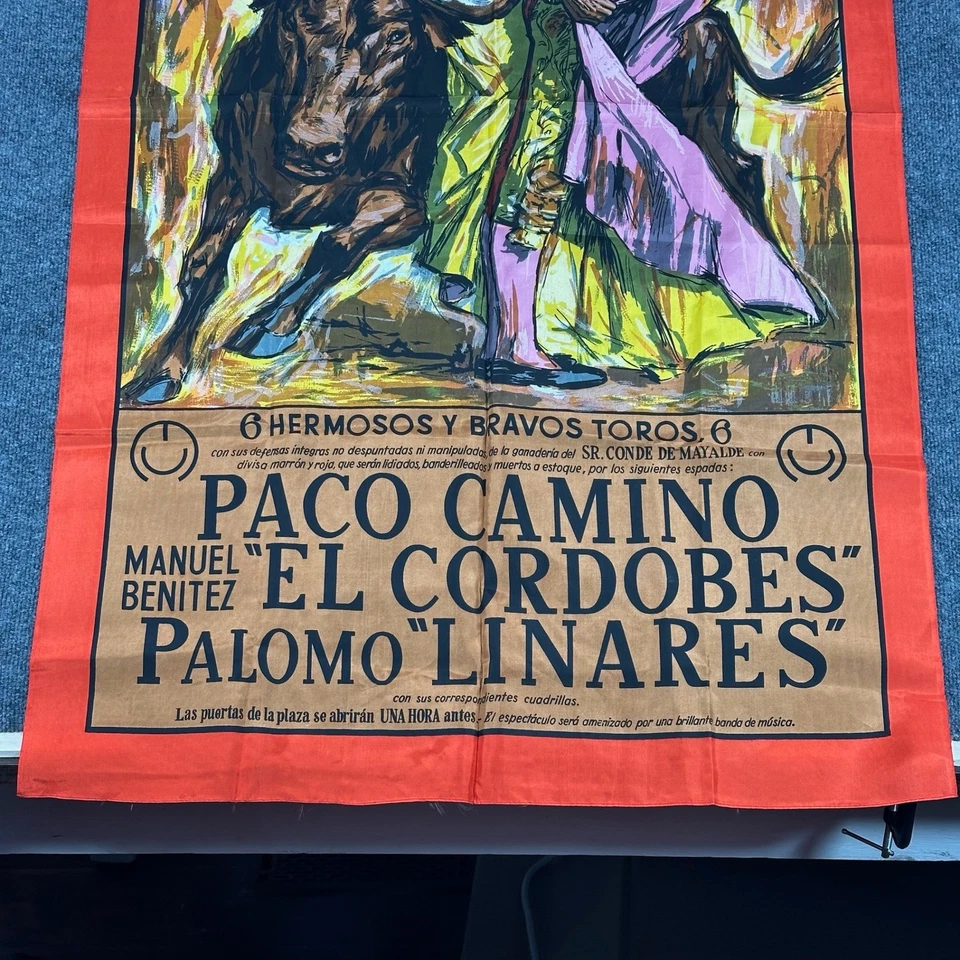 6 HERMOSOS Y BRAVOS TOROS, 6
con sus defensas íntegras no despuntadas ni manipuladas, de la ganadería del SR. CONDE DE MAYALDE con
divisa marrón y roja, que serán lidiados, banderilleados y muertos a estoque, por los siguientes espadas:
PACO CAMINO
MANUEL BENITEZ "EL CORDOBES"
PALOMO "LINARES"
con sus correspondientes cuadrillas.
Las puertas de la plaza se abrirán UNA HORA antes.- El espectáculo será amenizado por una brillante banda de música.